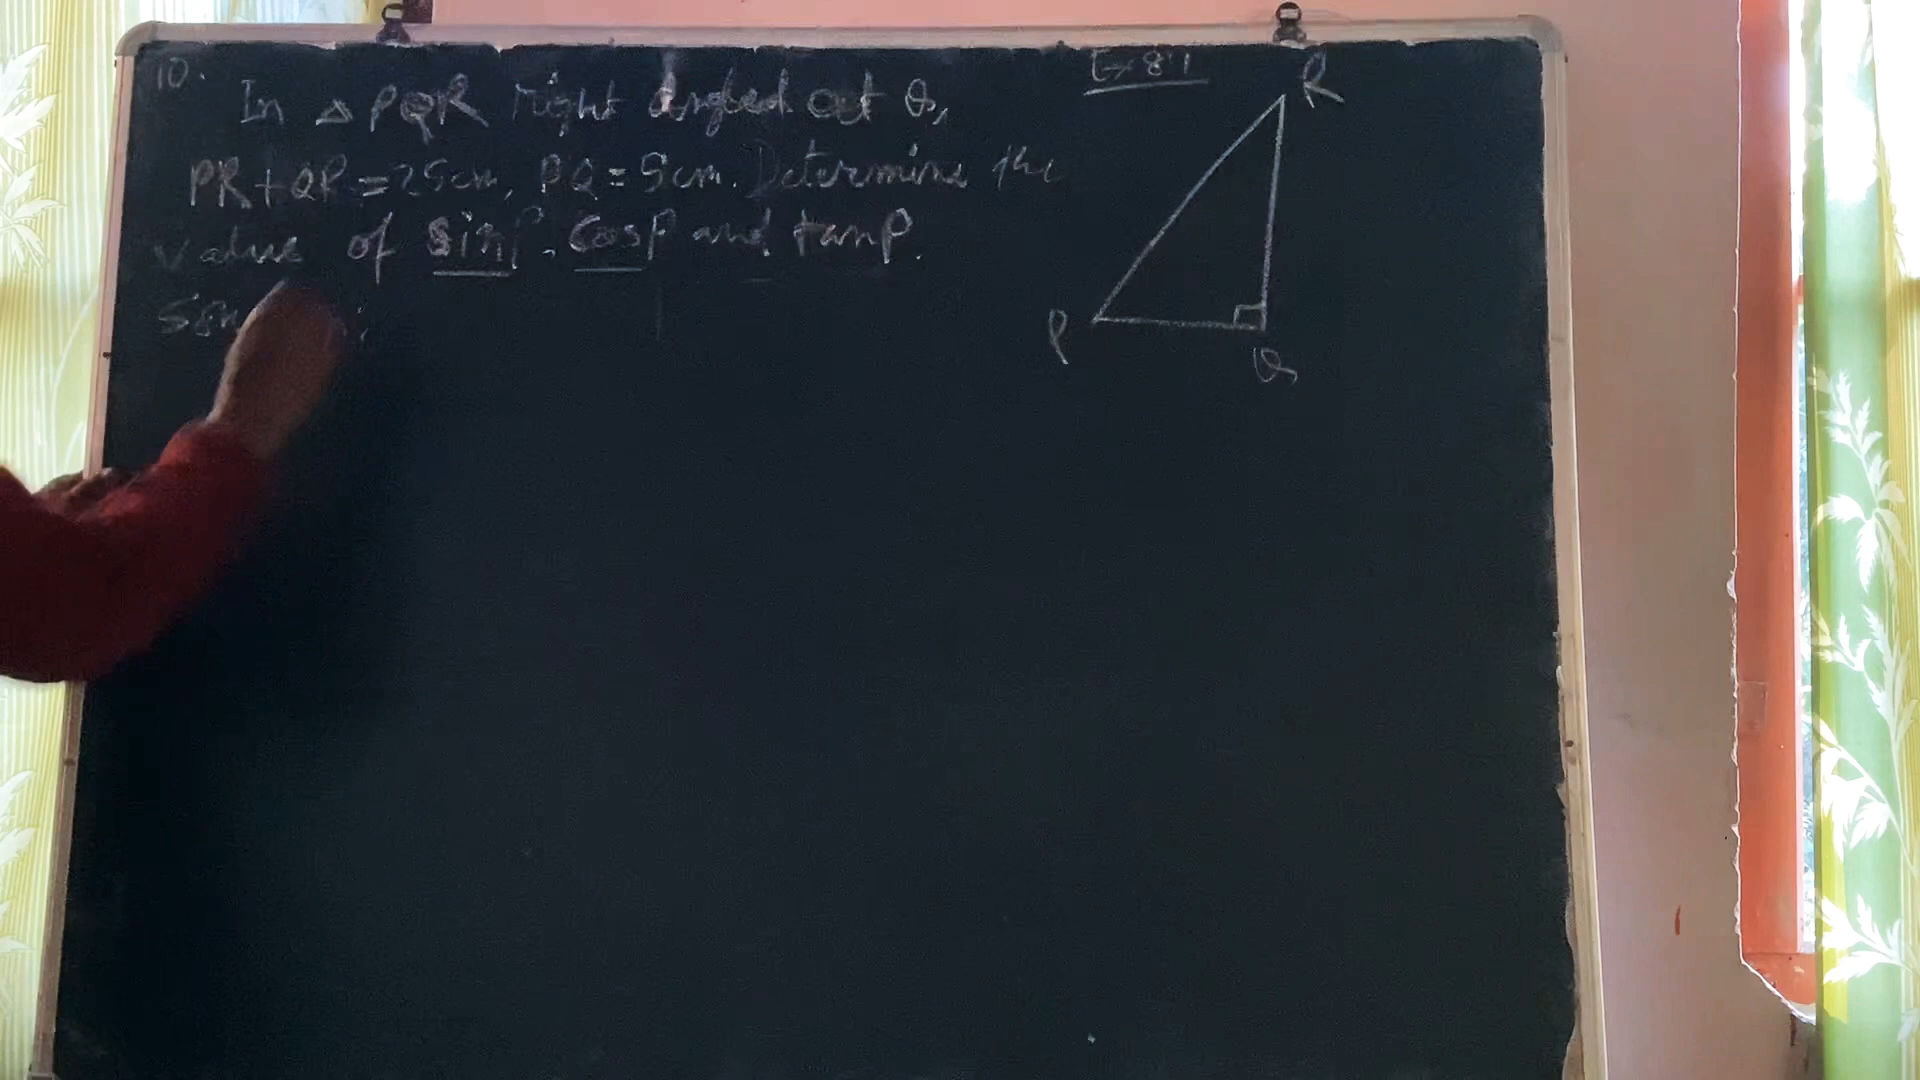 10.
Ex 8.1
In △PQR right angled at Q,
PR+QR=25cm, PQ=5cm. Determine the
value of sinP, cosP and tanP.
R
P
Q